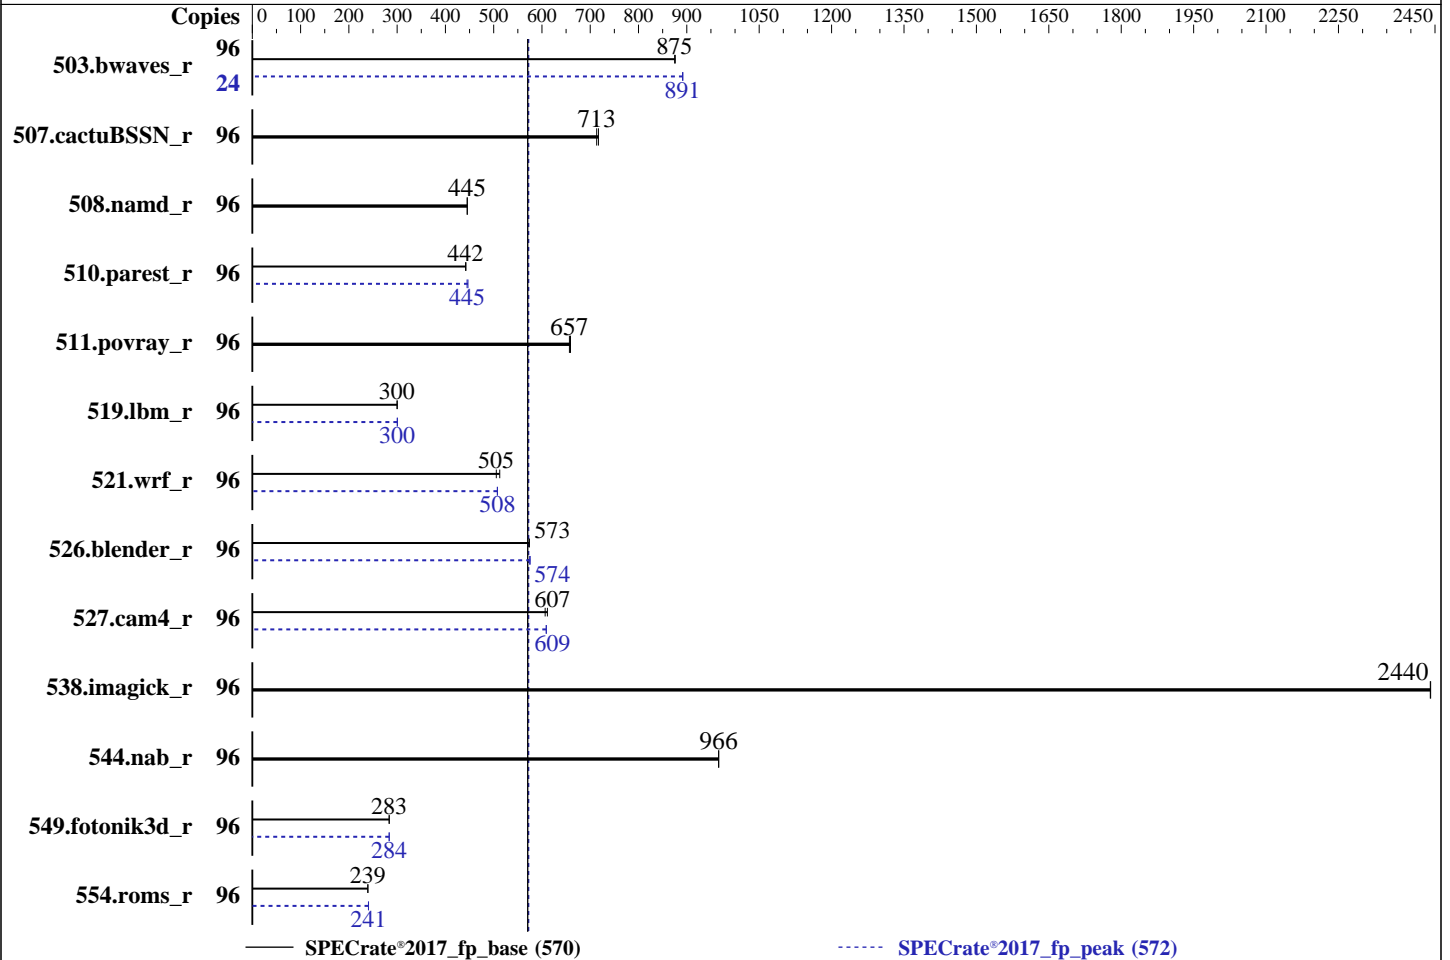 Copies 0 100 200 300 400 500 600 700 800 900 1050 1200 1350 1500 1650 1800 1950 2100 2250 2450
503.bwaves_r 96 875
24 891
507.cactuBSSN_r 96 713
508.namd_r 96 445
510.parest_r 96 442
445
511.povray_r 96 657
519.lbm_r 96 300
300
521.wrf_r 96 505
508
526.blender_r 96 573
574
527.cam4_r 96 607
609
538.imagick_r 96 2440
544.nab_r 96 966
549.fotonik3d_r 96 283
284
554.roms_r 96 239
241
SPECrate®2017_fp_base (570) SPECrate®2017_fp_peak (572)